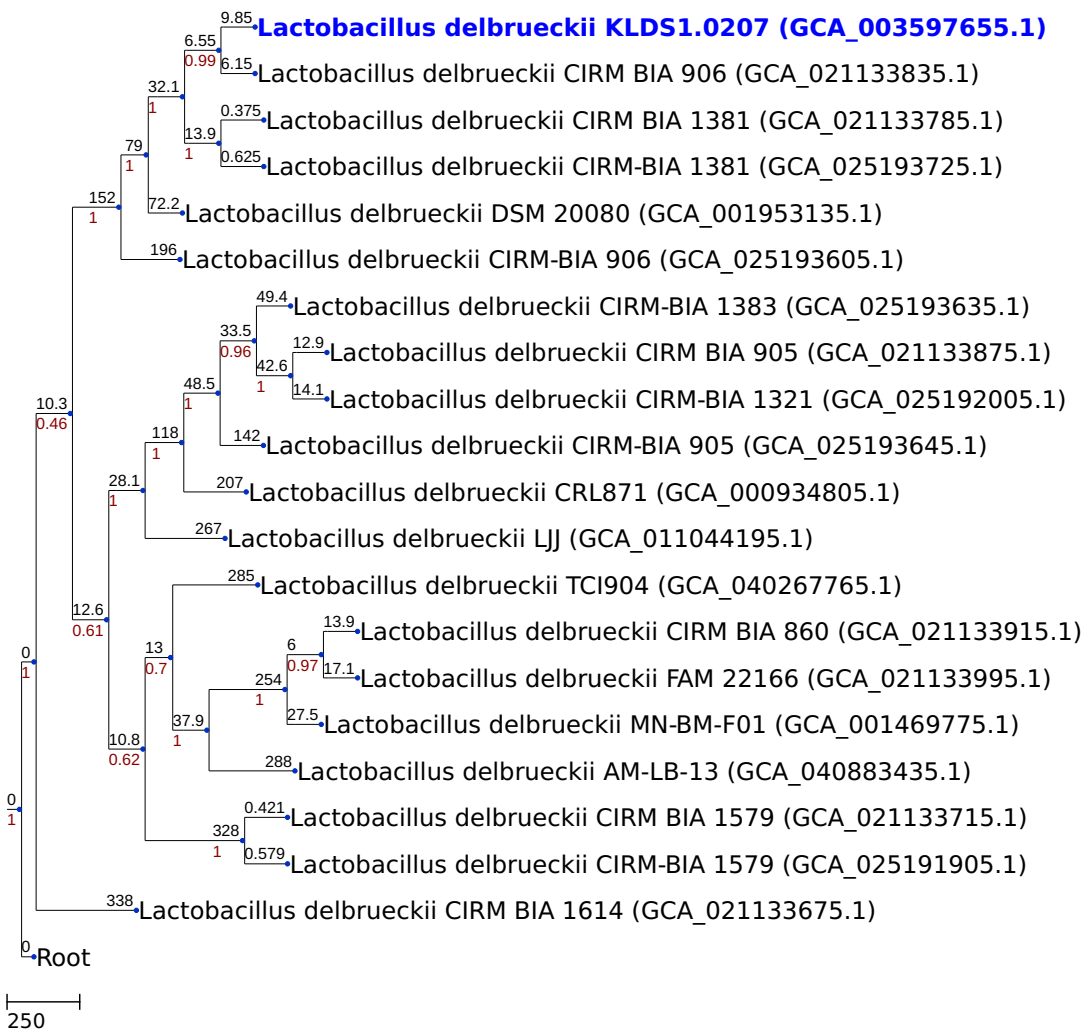 9.85
Lactobacillus delbrueckii KLDS1.0207 (GCA_003597655.1)
6.55
0.99
6.15
Lactobacillus delbrueckii CIRM BIA 906 (GCA_021133835.1)
32.1
1
0.375
Lactobacillus delbrueckii CIRM BIA 1381 (GCA_021133785.1)
13.9
1
0.625
Lactobacillus delbrueckii CIRM-BIA 1381 (GCA_025193725.1)
79
1
72.2
Lactobacillus delbrueckii DSM 20080 (GCA_001953135.1)
152
1
196
Lactobacillus delbrueckii CIRM-BIA 906 (GCA_025193605.1)
49.4
Lactobacillus delbrueckii CIRM-BIA 1383 (GCA_025193635.1)
33.5
0.96
12.9
Lactobacillus delbrueckii CIRM BIA 905 (GCA_021133875.1)
42.6
1
14.1
Lactobacillus delbrueckii CIRM-BIA 1321 (GCA_025192005.1)
48.5
1
142
Lactobacillus delbrueckii CIRM-BIA 905 (GCA_025193645.1)
10.3
0.46
118
1
207
Lactobacillus delbrueckii CRL871 (GCA_000934805.1)
28.1
1
267
Lactobacillus delbrueckii LJJ (GCA_011044195.1)
285
Lactobacillus delbrueckii TCI904 (GCA_040267765.1)
12.6
0.61
13.9
Lactobacillus delbrueckii CIRM BIA 860 (GCA_021133915.1)
6
0.97
17.1
Lactobacillus delbrueckii FAM 22166 (GCA_021133995.1)
0
1
13
0.7
254
1
27.5
Lactobacillus delbrueckii MN-BM-F01 (GCA_001469775.1)
37.9
1
288
Lactobacillus delbrueckii AM-LB-13 (GCA_040883435.1)
10.8
0.62
0.421
Lactobacillus delbrueckii CIRM BIA 1579 (GCA_021133715.1)
0
1
328
1
0.579
Lactobacillus delbrueckii CIRM-BIA 1579 (GCA_025191905.1)
338
Lactobacillus delbrueckii CIRM BIA 1614 (GCA_021133675.1)
0
Root
250